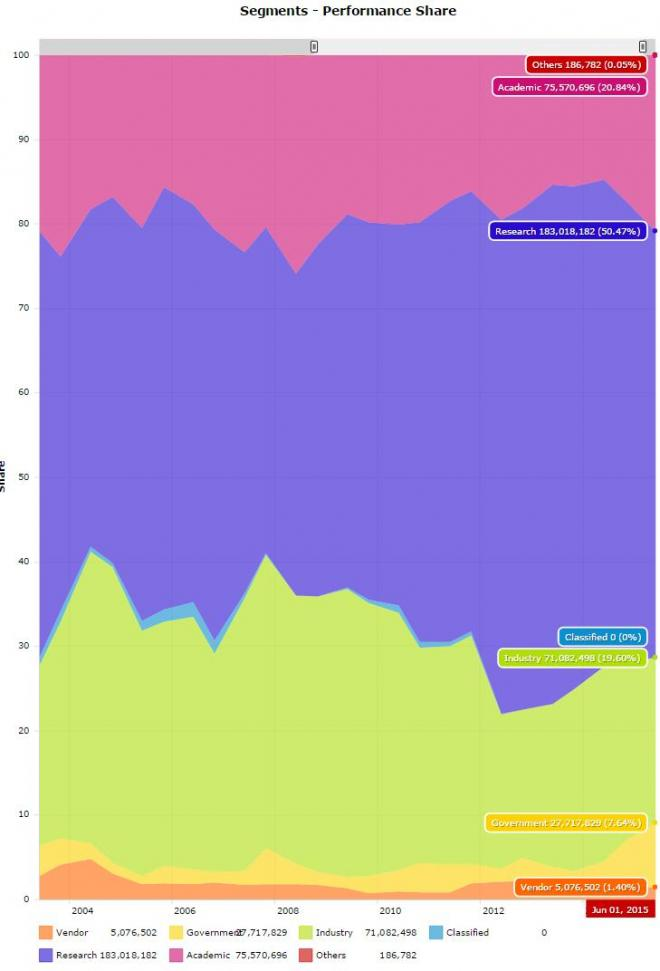 Segments - Performance Share
100
Others 186,782 (0.05%)
Academic 75,570,696 (20.84%)
90
80
Research 183,018,182 (50.47%)
70
60
50
Share
40
30
Classified 0 (0%)
Industry 71,082,498 (19.60%)
20
10
Government 27,717,829 (7.64%)
Vendor 5,076,502 (1.40%)
0
2004 2006 2008 2010 2012 Jun 01, 2015
Vendor 5,076,502 Government 27,717,829 Industry 71,082,498 Classified 0
Research 183,018,182 Academic 75,570,696 Others 186,782